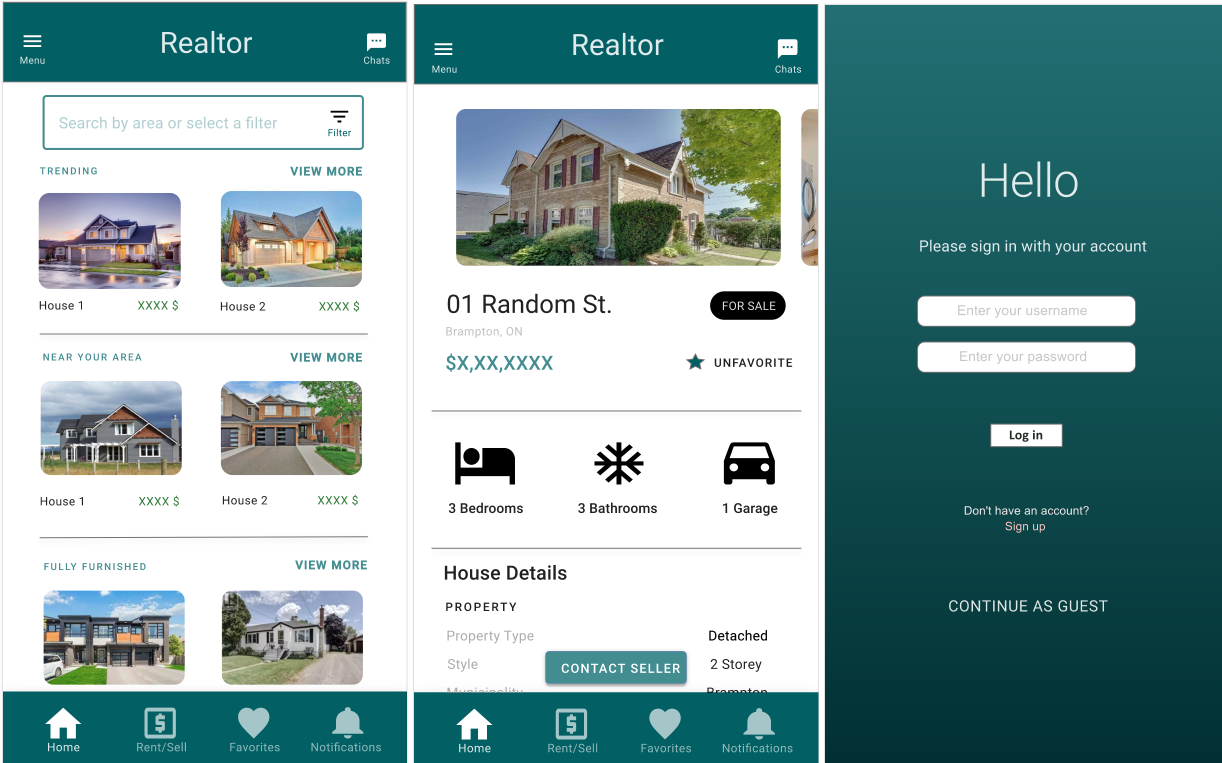 Realtor
Menu
Chats
Search by area or select a filter
Filter
TRENDING VIEW MORE
House 1 XXXX $ House 2 XXXX $
NEAR YOUR AREA VIEW MORE
House 1 XXXX $ House 2 XXXX $
FULLY FURNISHED VIEW MORE
Home Rent/Sell Favorites Notifications
Realtor
Menu
Chats
01 Random St. FOR SALE
Brampton, ON
$X,XX,XXXX UNFAVORITE
3 Bedrooms 3 Bathrooms 1 Garage
House Details
PROPERTY
Property Type Detached
Style 2 Storey
CONTACT SELLER
Municipality Brampton
Home Rent/Sell Favorites Notifications
Hello
Please sign in with your account
Enter your username
Enter your password
Log in
Don't have an account?
Sign up
CONTINUE AS GUEST